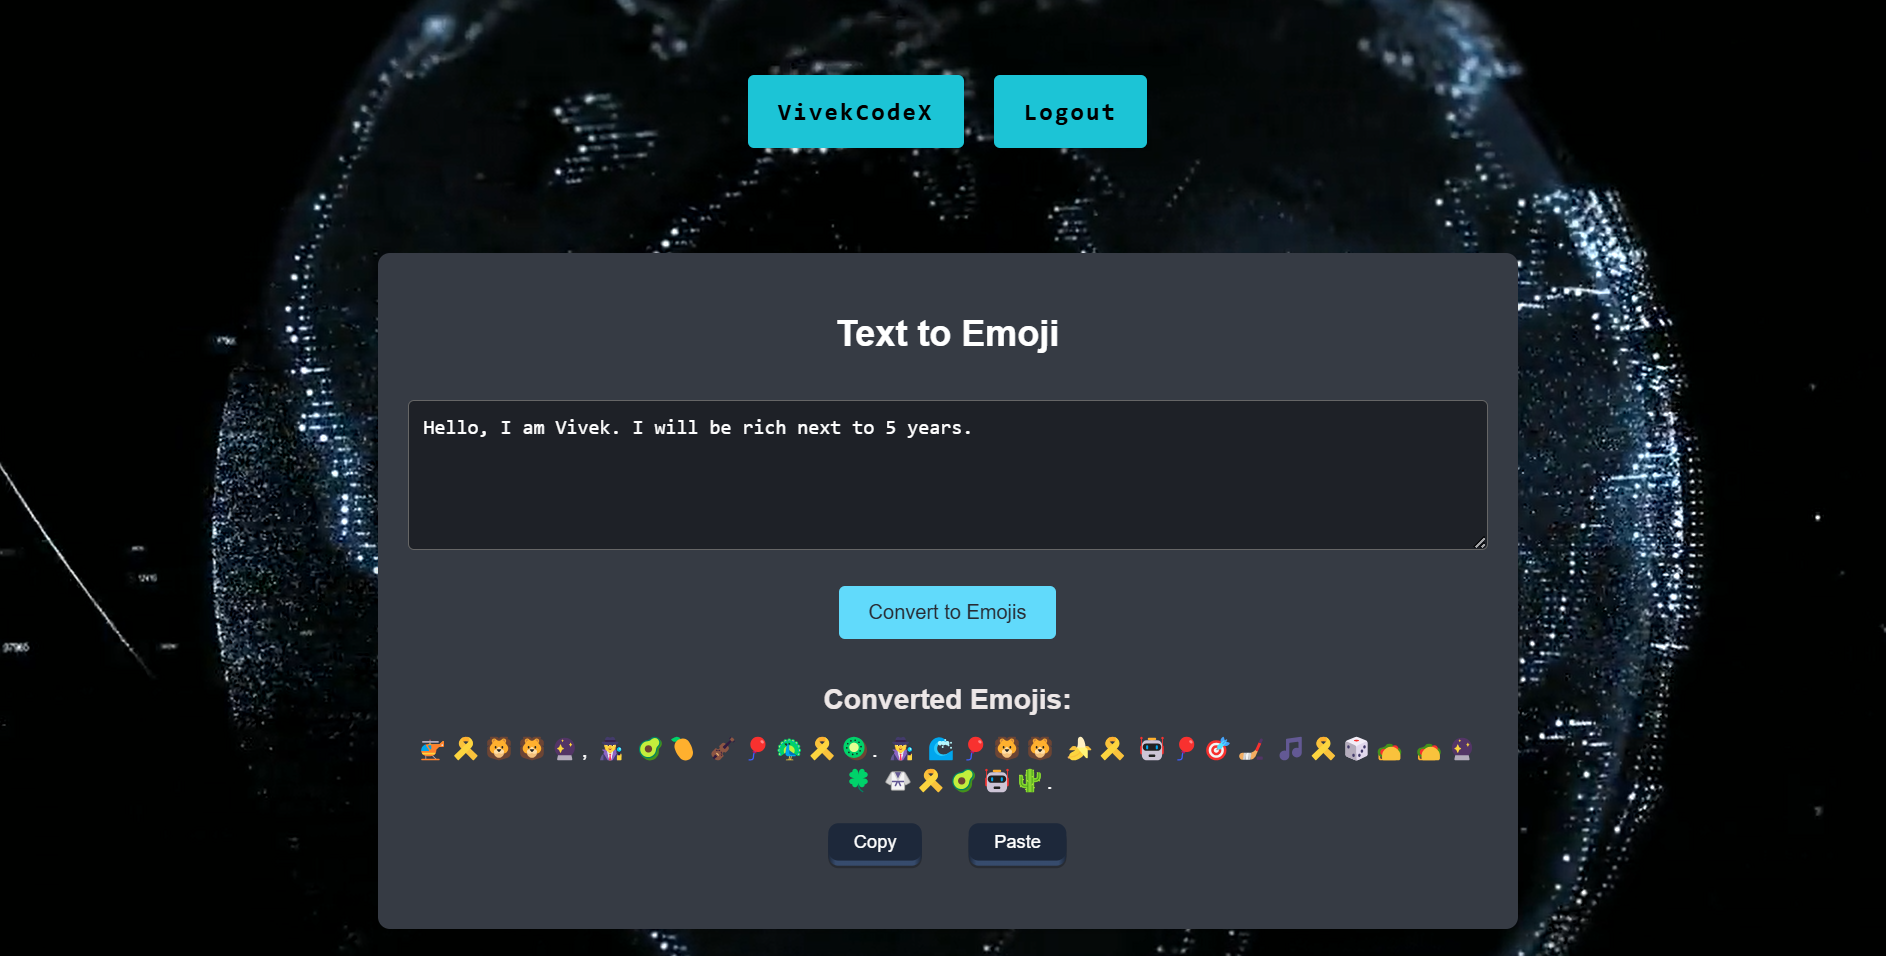 VivekCodeX Logout
Text to Emoji
Hello, I am Vivek. I will be rich next to 5 years.
Convert to Emojis
Converted Emojis:
🚁🎗🦁🦁🔮, 🕵 🥑🥭 🎻🎈🦚🎗🥝. 🕵 🌊🎈🦁🦁 🍌🎗 🤖🎈🎯🏑 🎵🎗🎲🌮 🌮🔮
🍀 🥋🎗🥑🤖🌵.
Copy Paste